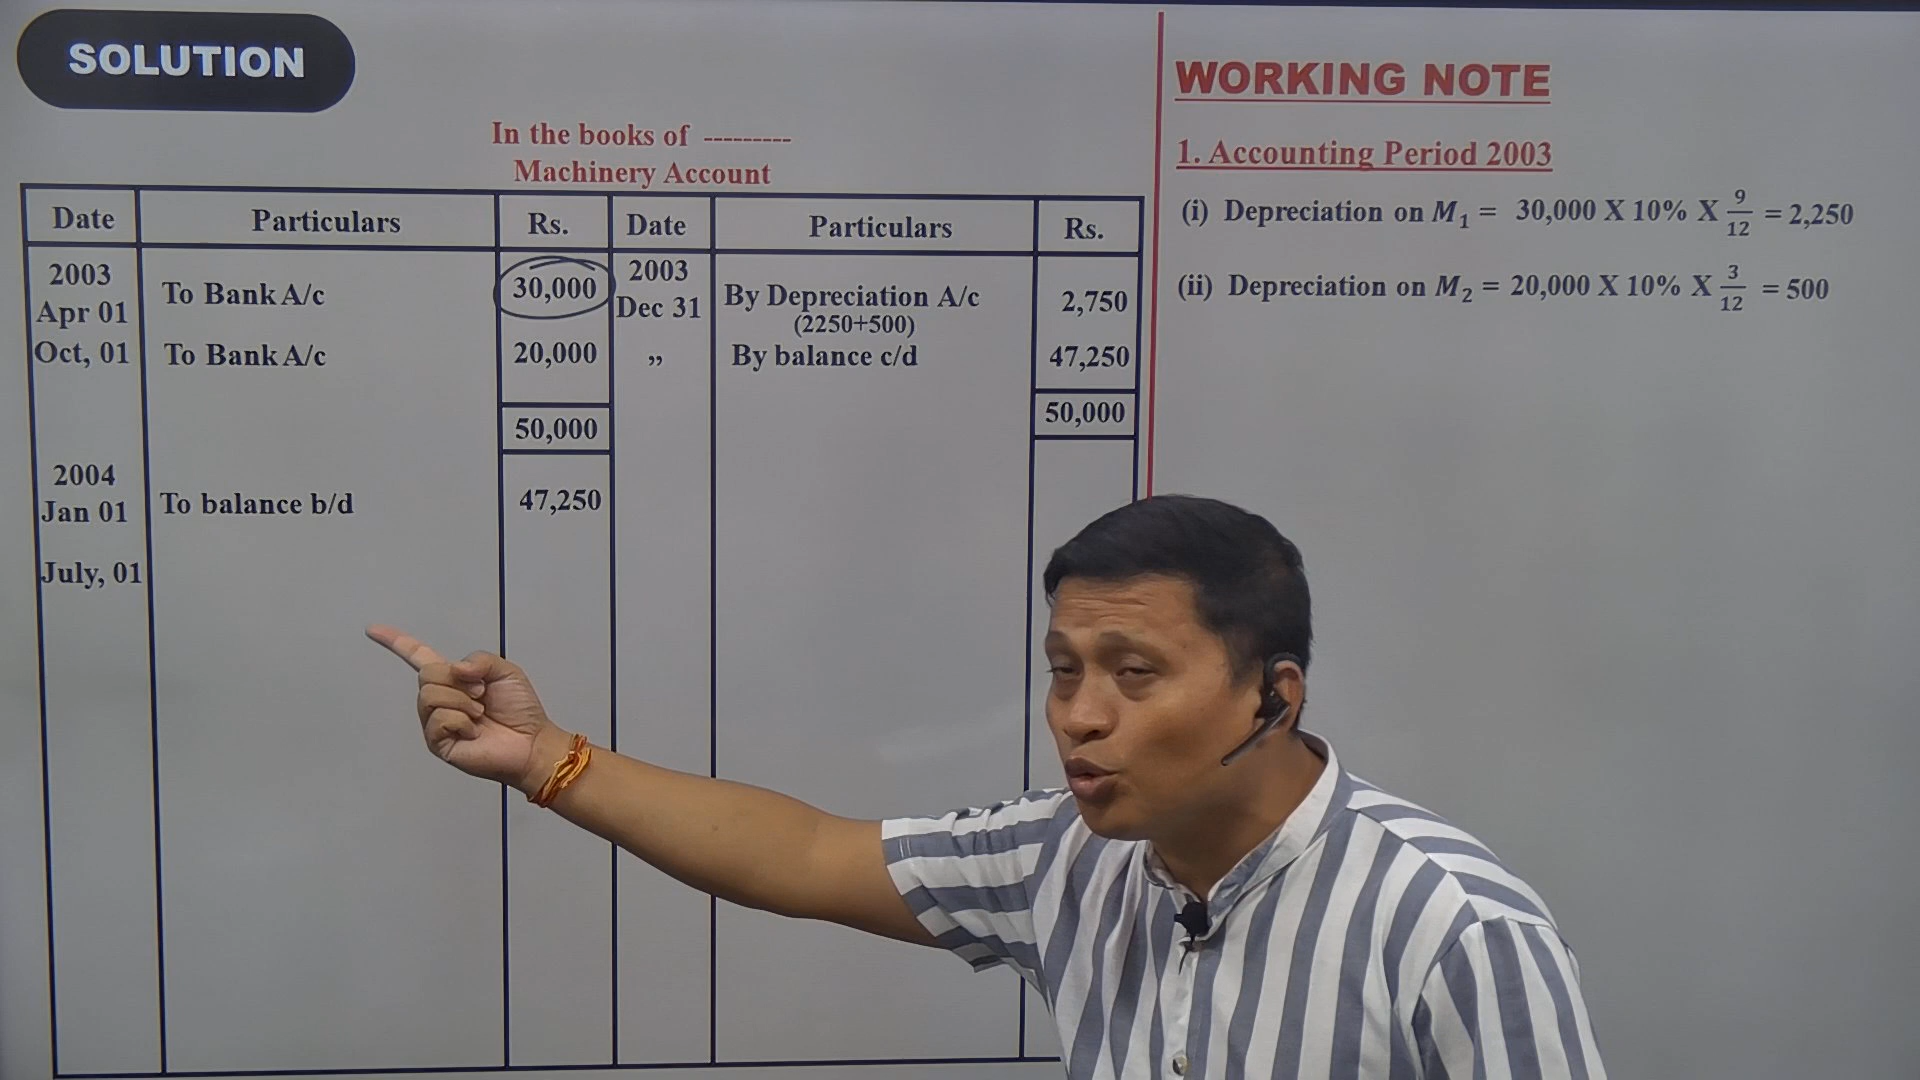 SOLUTION
In the books of ---------
Machinery Account
Date Particulars Rs. Date Particulars Rs.
2003 Apr 01 To Bank A/c 30,000 2003 Dec 31 By Depreciation A/c 2,750
(2250+500)
Oct, 01 To Bank A/c 20,000 ,, By balance c/d 47,250
50,000 50,000
2004
Jan 01 To balance b/d 47,250
July, 01
WORKING NOTE
1. Accounting Period 2003
(i) Depreciation on M₁ = 30,000 X 10% X 9/12 = 2,250
(ii) Depreciation on M₂ = 20,000 X 10% X 3/12 = 500